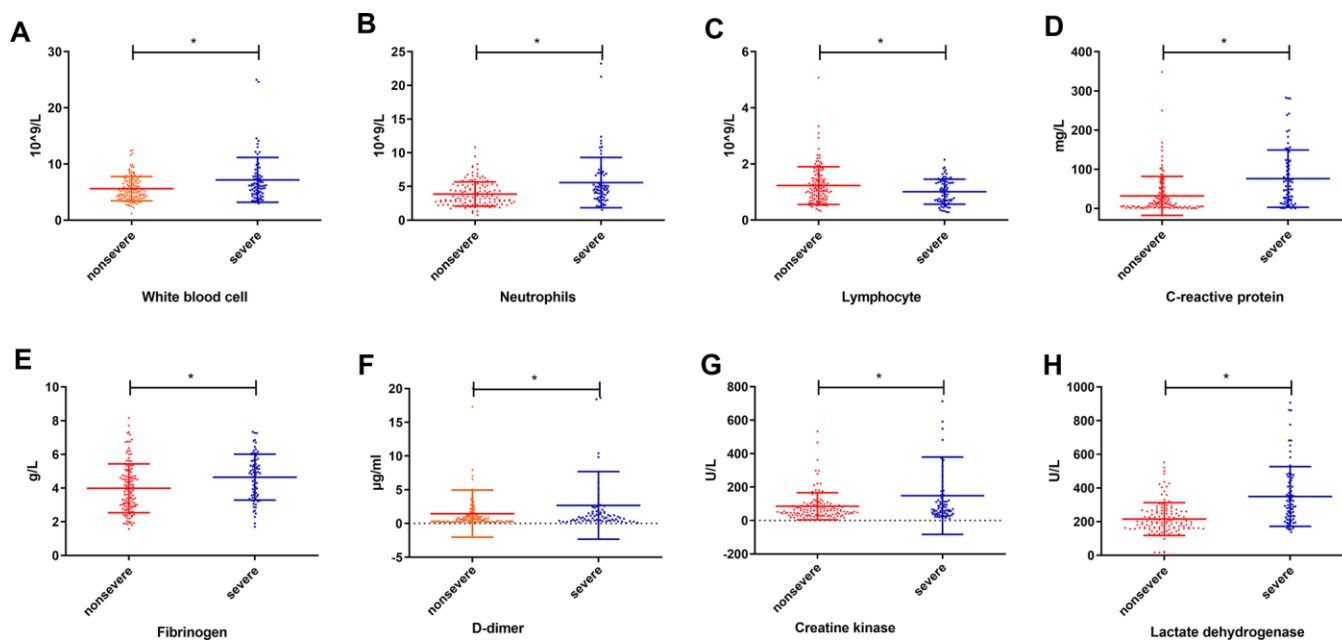 A
*
30
20
10
0
10^9/L
nonsevere
severe
White blood cell
B
*
25
20
15
10
5
0
10^9/L
nonsevere
severe
Neutrophils
C
*
6
4
2
0
10^9/L
nonsevere
severe
Lymphocyte
D
*
400
300
200
100
0
mg/L
nonsevere
severe
C-reactive protein
E
*
10
8
6
4
2
0
g/L
nonsevere
severe
Fibrinogen
F
*
20
15
10
5
0
-5
μg/ml
nonsevere
severe
D-dimer
G
*
800
600
400
200
0
-200
U/L
nonsevere
severe
Creatine kinase
H
*
1000
800
600
400
200
0
U/L
nonsevere
severe
Lactate dehydrogenase